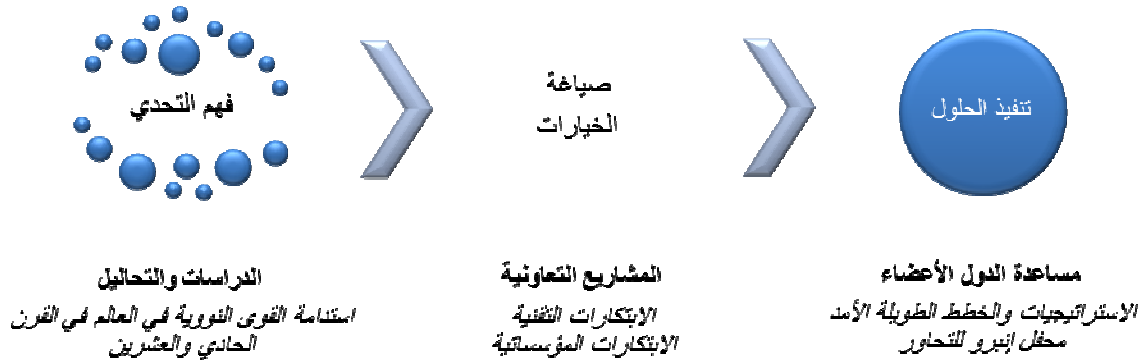 فهم التحدي
صياغة
الخيارات
تنفيذ الحلول
الدراسات والتحاليل
استدامة القوى النووية في العالم في القرن
الحادي والعشرين
المشاريع التعاونية
الابتكارات التقنية
الابتكارات المؤسساتية
مساعدة الدول الأعضاء
الاستراتيجيات والخطط الطويلة الأمد
محفل إنبرو للتحاور